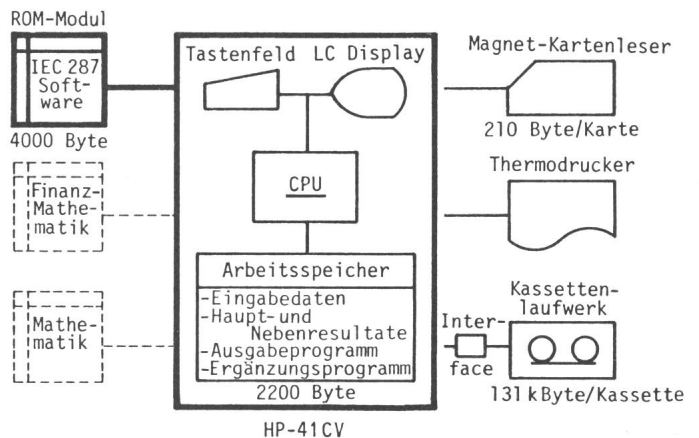 ROM-Modul
IEC 287
Soft-
ware
4000 Byte
Finanz-
Mathe-
matik
Mathe-
matik
Tastenfeld LC Display
CPU
Arbeitsspeicher
-Eingabedaten
-Haupt- und
Nebenresultate
-Ausgabeprogramm
-Ergänzungsprogramm
2200 Byte
HP-41CV
Magnet-Kartenleser
210 Byte/Karte
Thermodrucker
Kassetten-
laufwerk
Inter-
face
131 kByte/Kassette